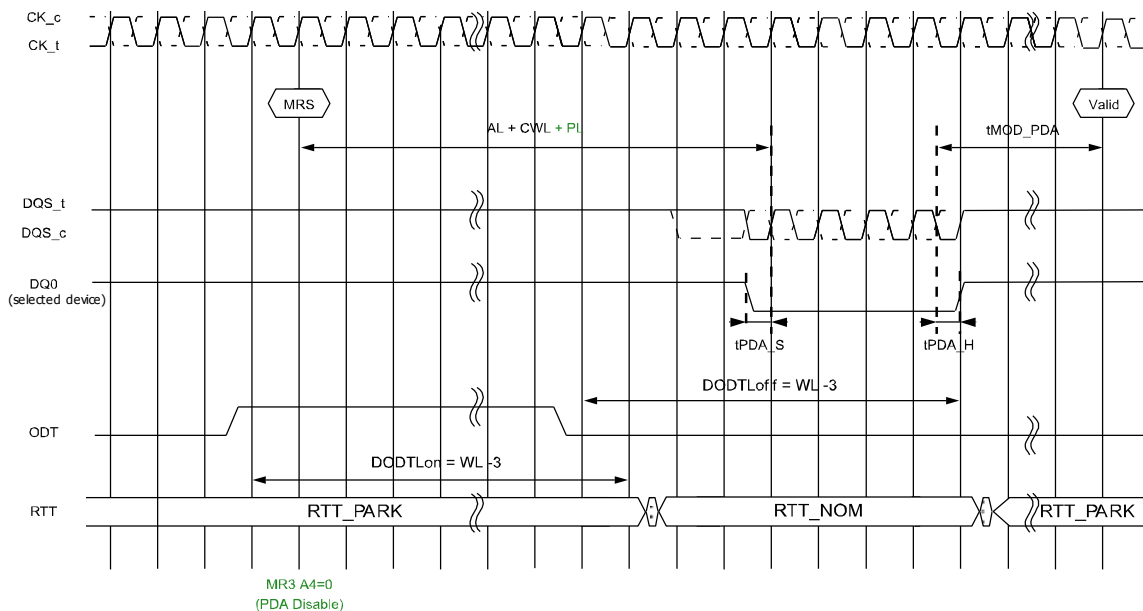 CK_c
CK_t
MRS
Valid
AL + CWL + PL
tMOD_PDA
DQS_t
DQS_c
DQ0
(selected device)
tPDA_S
tPDA_H
DODTLoff = WL -3
ODT
DODTLon = WL -3
RTT
RTT_PARK
RTT_NOM
RTT_PARK
MR3 A4=0
(PDA Disable)